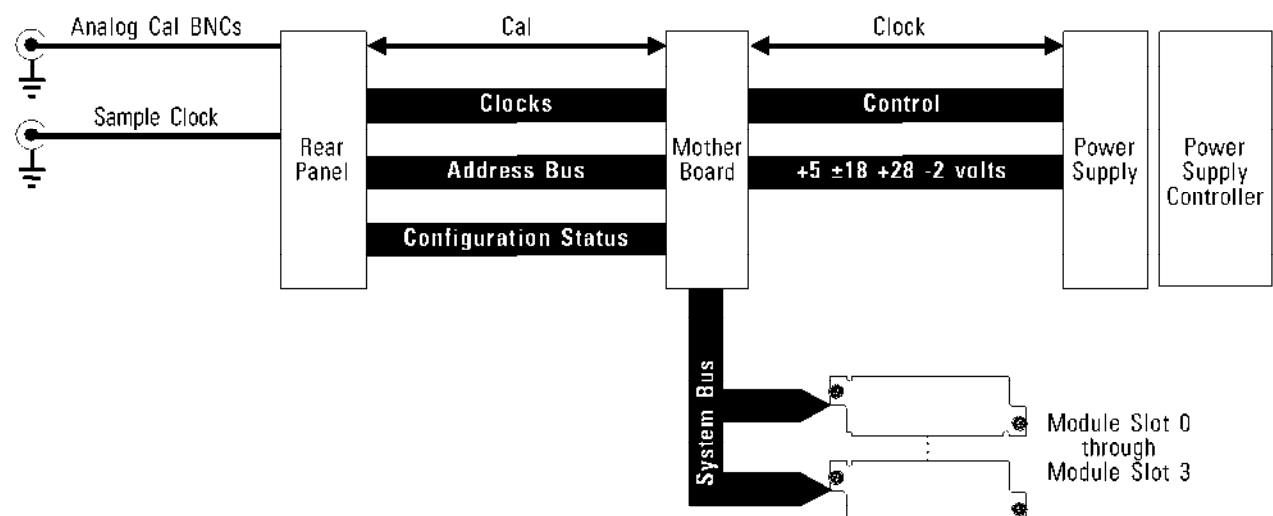 Analog Cal BNCs
Cal
Clock
Clocks
Control
Sample Clock
Rear
Panel
Mother
Board
Power
Supply
Power
Supply
Controller
Address Bus
+5 ±18 +28 -2 volts
Configuration Status
System Bus
Module Slot 0
through
Module Slot 3